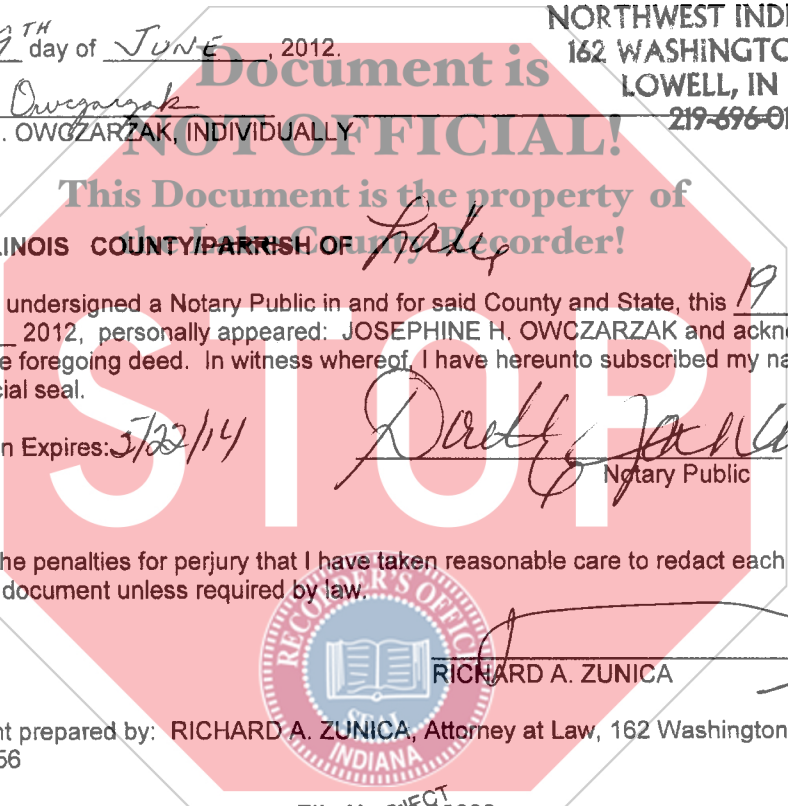 TH
day of JUNE, 2012.
NORTHWEST INDI
162 WASHINGTO
LOWELL, IN
219-696-01
Document is
Owczarzak
. OWCZARZAK, INDIVIDUALLY
NOT OFFICIAL!
This Document is the property of
the Lake County Recorder!
LINOIS COUNTY/PARRISH OF Lake
undersigned a Notary Public in and for said County and State, this 19
2012, personally appeared: JOSEPHINE H. OWCZARZAK and ackno
e foregoing deed. In witness whereof, I have hereunto subscribed my na
cial seal.
STOP
n Expires: 5/22/14
Notary Public
he penalties for perjury that I have taken reasonable care to redact each
document unless required by law.
RECORDER'S OFFICE
SEAL
INDIANA
RICHARD A. ZUNICA
nt prepared by: RICHARD A. ZUNICA, Attorney at Law, 162 Washington
56